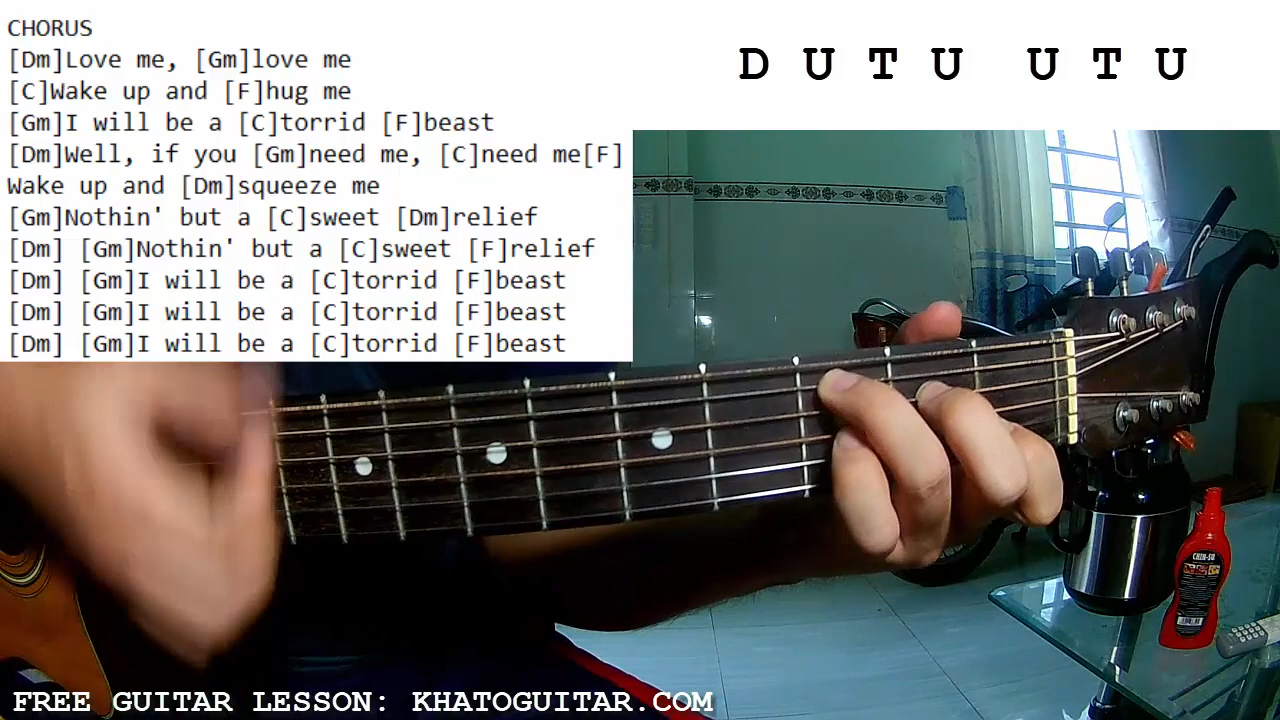 CHORUS
[Dm]Love me, [Gm]love me
[C]Wake up and [F]hug me
[Gm]I will be a [C]torrid [F]beast
[Dm]Well, if you [Gm]need me, [C]need me[F]
Wake up and [Dm]squeeze me
[Gm]Nothin' but a [C]sweet [Dm]relief
[Dm] [Gm]Nothin' but a [C]sweet [F]relief
[Dm] [Gm]I will be a [C]torrid [F]beast
[Dm] [Gm]I will be a [C]torrid [F]beast
[Dm] [Gm]I will be a [C]torrid [F]beast
D U T U U T U
CHIN-SU
FREE GUITAR LESSON: KHATOGUITAR.COM